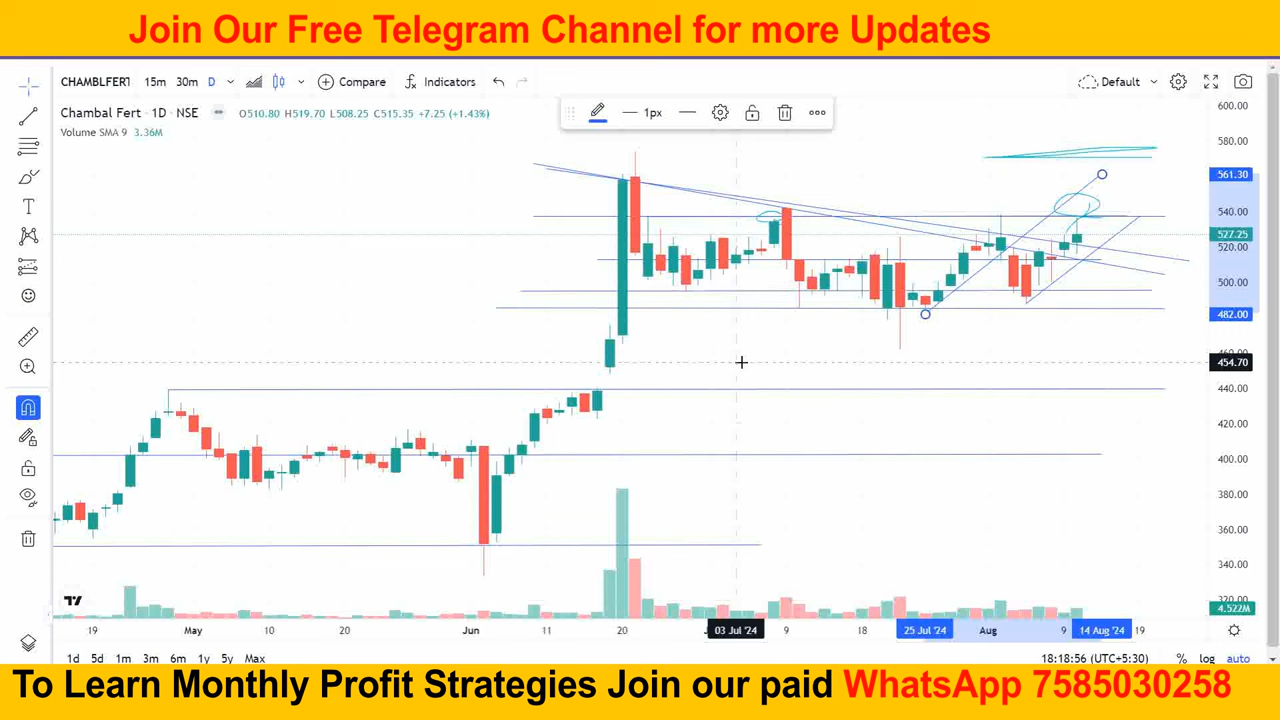 Join Our Free Telegram Channel for more Updates
CHAMBLFERT 15m 30m D Compare Indicators Default
Chambal Fert · 1D · NSE O510.80 H519.70 L508.25 C515.35 +7.25 (+1.43%)
Volume SMA 9 3.36M
1px
600.00
580.00
561.30
540.00
527.25
520.00
500.00
482.00
454.70
440.00
420.00
400.00
380.00
360.00
340.00
4.522M
19 May 10 20 Jun 11 20 03 Jul '24 9 18 25 Jul '24 Aug 9 14 Aug '24 19
1d 5d 1m 3m 6m 1y 5y Max 18:18:56 (UTC+5:30) % log auto
To Learn Monthly Profit Strategies Join our paid WhatsApp 7585030258